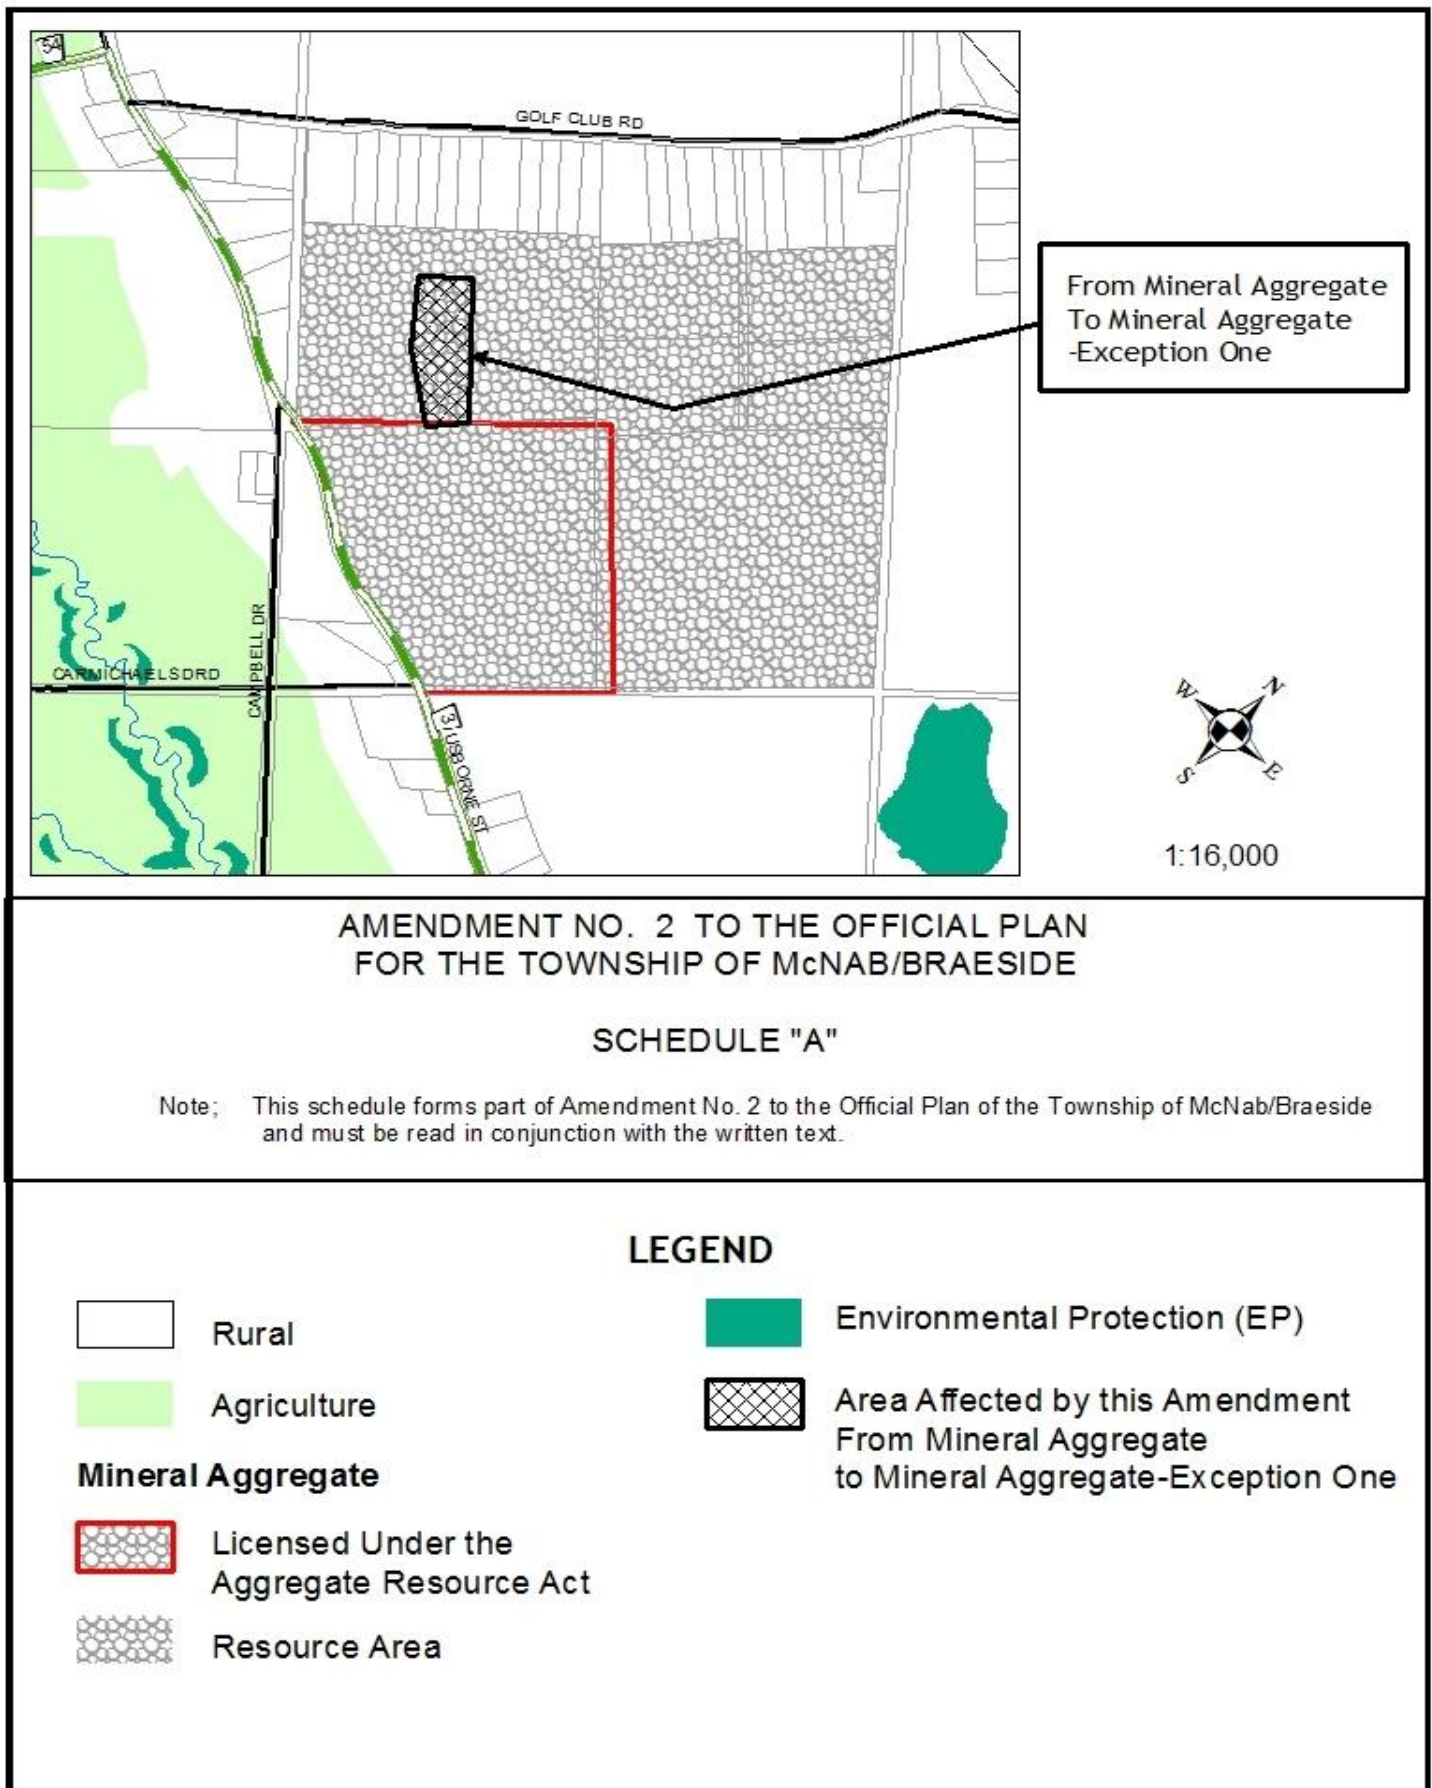 54
GOLF CLUB RD
From Mineral Aggregate
To Mineral Aggregate
-Exception One
CAMPBELL DR
CARMICHAEL SDRD
3
USBORNE ST
W N
S E
1:16,000
AMENDMENT NO. 2 TO THE OFFICIAL PLAN
FOR THE TOWNSHIP OF McNAB/BRAESIDE
SCHEDULE "A"
Note; This schedule forms part of Amendment No. 2 to the Official Plan of the Township of McNab/Braeside
and must be read in conjunction with the written text.
LEGEND
Rural
Agriculture
Mineral Aggregate
Licensed Under the
Aggregate Resource Act
Resource Area
Environmental Protection (EP)
Area Affected by this Amendment
From Mineral Aggregate
to Mineral Aggregate-Exception One